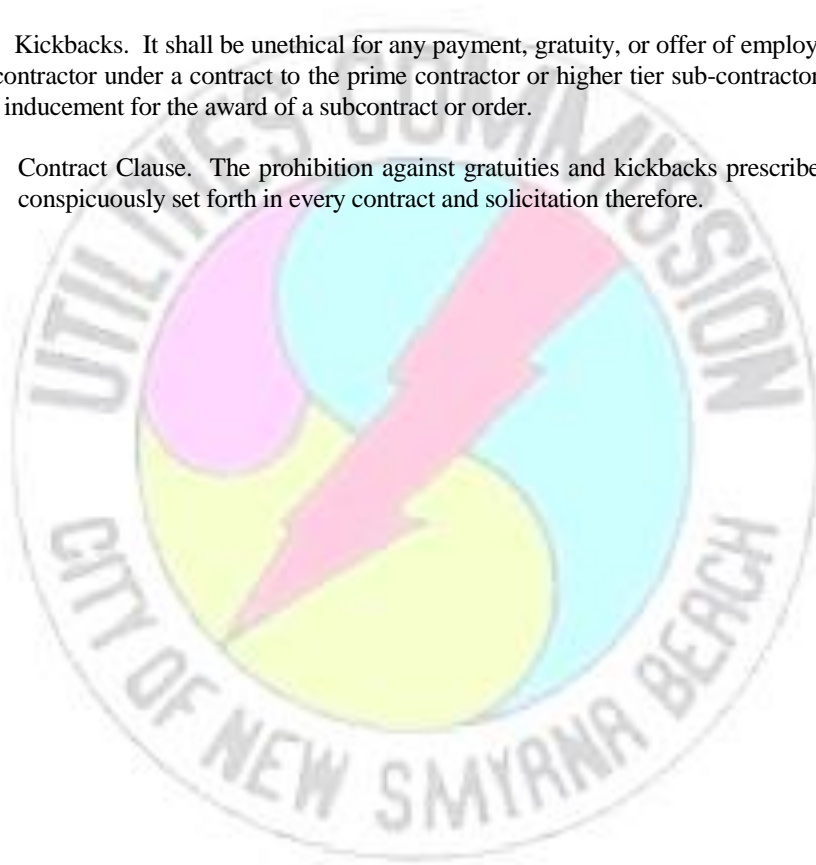 Kickbacks. It shall be unethical for any payment, gratuity, or offer of employ
contractor under a contract to the prime contractor or higher tier sub-contractor
inducement for the award of a subcontract or order.
Contract Clause. The prohibition against gratuities and kickbacks prescribe
conspicuously set forth in every contract and solicitation therefore.
UTILITIES COMMISSION
CITY OF NEW SMYRNA BEACH